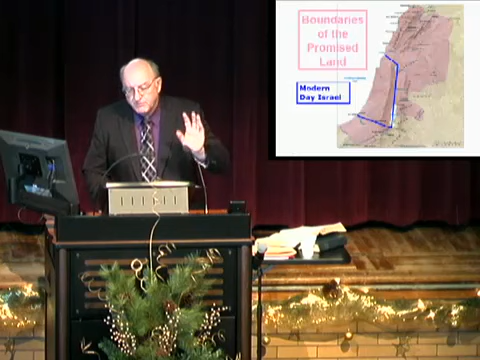 Boundaries
of the
Promised
Land
Modern
Day Israel